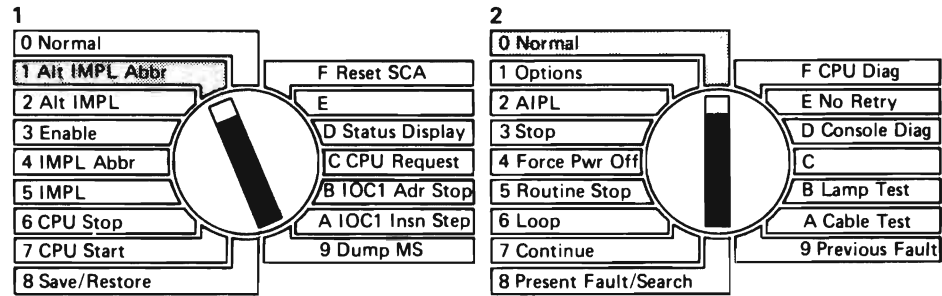 1
0 Normal
1 Alt IMPL Abbr
2 Alt IMPL
3 Enable
4 IMPL Abbr
5 IMPL
6 CPU Stop
7 CPU Start
8 Save/Restore
F Reset SCA
E
D Status Display
C CPU Request
B IOC1 Adr Stop
A IOC1 Insn Step
9 Dump MS
2
0 Normal
1 Options
2 AIPL
3 Stop
4 Force Pwr Off
5 Routine Stop
6 Loop
7 Continue
8 Present Fault/Search
F CPU Diag
E No Retry
D Console Diag
C
B Lamp Test
A Cable Test
9 Previous Fault